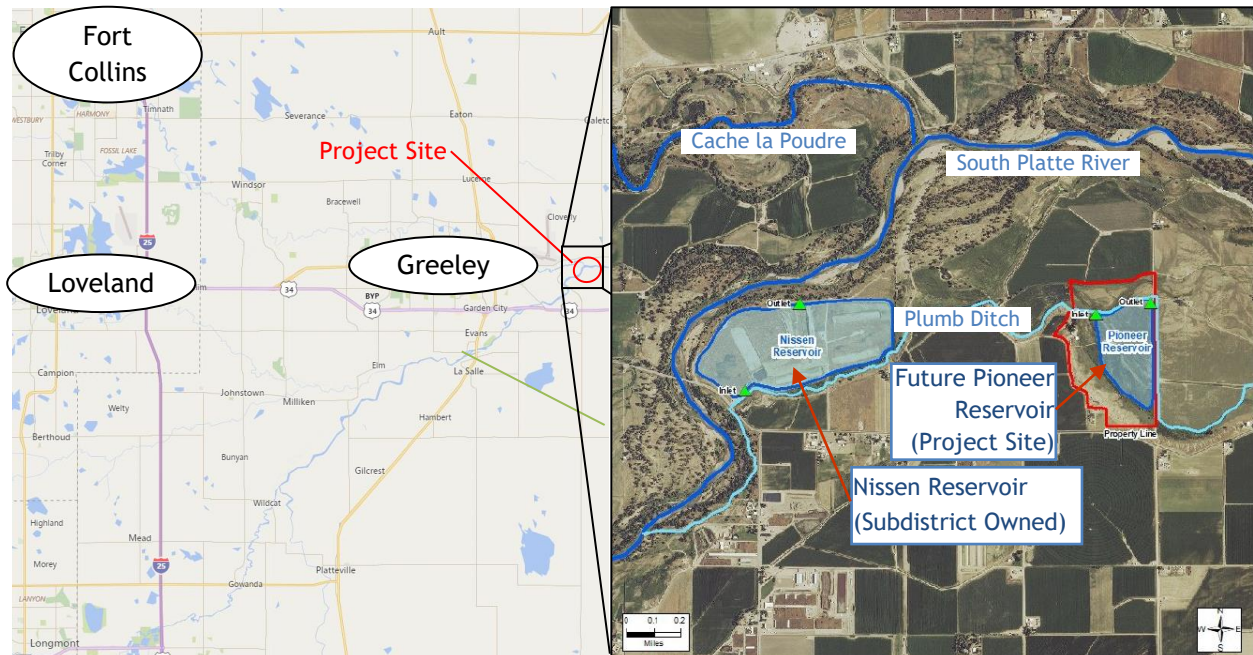 Fort
Collins
Ault
Timnath
HARMONY
Severance
Eaton
FOSSIL LAKE
Trilby
Corner
Project Site
Windsor
Lucerne
Bracewell
Cloverly
25
Loveland
Greeley
34
BYP
34
34
Garden City
Evans
Elm
La Salle
Campion
Johnstown
Milliken
Welty
Hambert
Berthoud
Bunyan
Gilcrest
Wildcat
Highland
Mead
Morey
25
Platteville
Gowanda
LANYON
Longmont
Cache la Poudre
South Platte River
Outlet
Plumb Ditch
Nissen
Reservoir
Inlet
Outlet
Inlet
Pioneer
Reservoir
Future Pioneer
Reservoir
(Project Site)
Property Line
Nissen Reservoir
(Subdistrict Owned)
0 0.1 0.2
Miles
N
W E
S